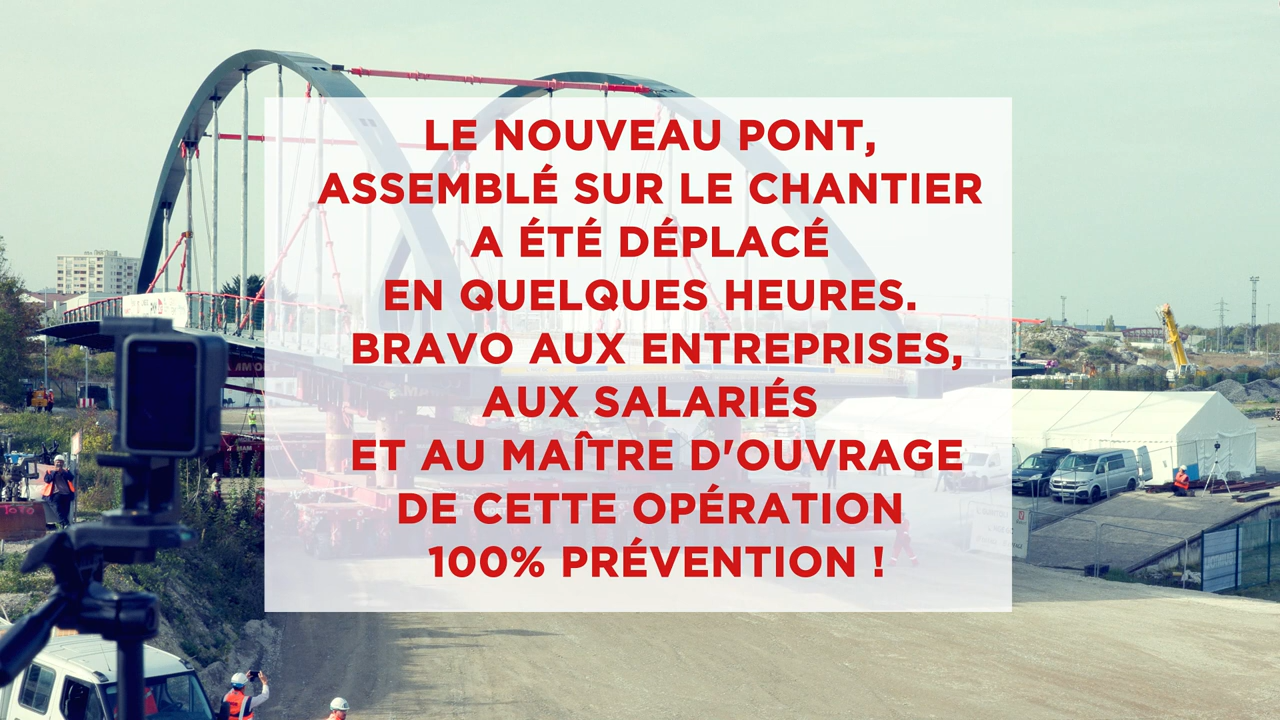 LE NOUVEAU PONT,
ASSEMBLÉ SUR LE CHANTIER
A ÉTÉ DÉPLACÉ
EN QUELQUES HEURES.
BRAVO AUX ENTREPRISES,
AUX SALARIÉS
ET AU MAÎTRE D'OUVRAGE
DE CETTE OPÉRATION
100% PRÉVENTION !
TOTO